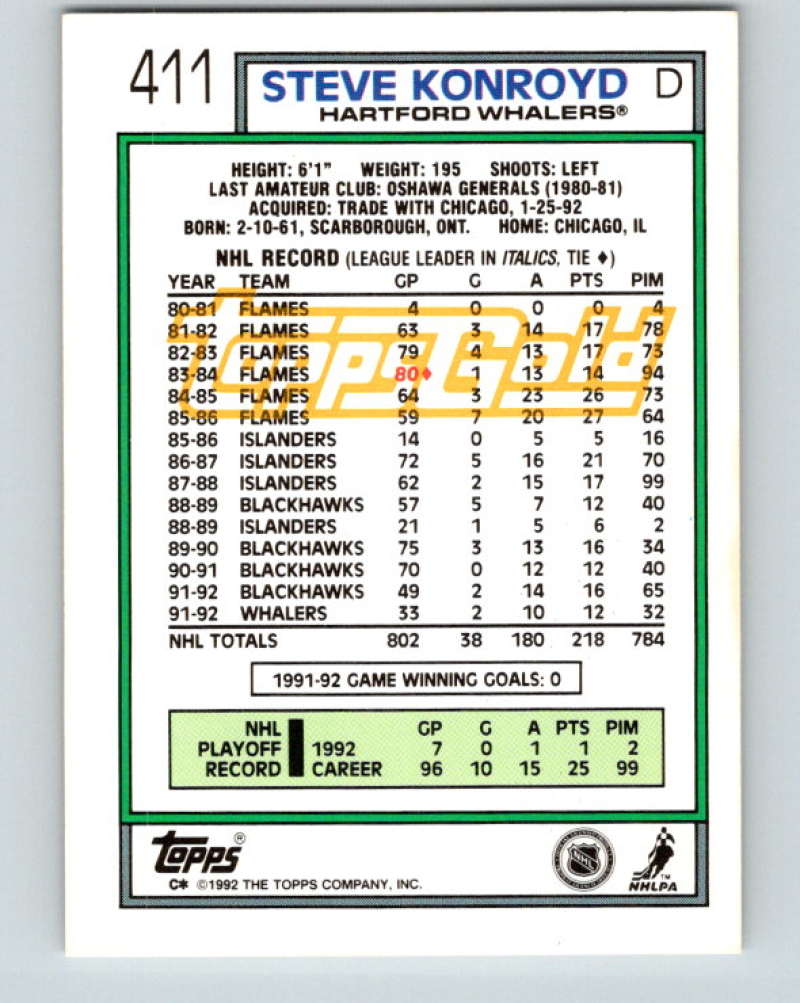 411 STEVE KONROYD D
HARTFORD WHALERS®
HEIGHT: 6'1" WEIGHT: 195 SHOOTS: LEFT
LAST AMATEUR CLUB: OSHAWA GENERALS (1980-81)
ACQUIRED: TRADE WITH CHICAGO, 1-25-92
BORN: 2-10-61, SCARBOROUGH, ONT. HOME: CHICAGO, IL
NHL RECORD (LEAGUE LEADER IN ITALICS, TIE ♦)
YEAR TEAM GP G A PTS PIM
80-81 FLAMES 4 0 0 0 4
81-82 FLAMES 63 3 14 17 78
82-83 FLAMES 79 4 13 17 73
83-84 FLAMES 80♦ 1 13 14 94
84-85 FLAMES 64 3 23 26 73
85-86 FLAMES 59 7 20 27 64
ToppsGold
85-86 ISLANDERS 14 0 5 5 16
86-87 ISLANDERS 72 5 16 21 70
87-88 ISLANDERS 62 2 15 17 99
88-89 BLACKHAWKS 57 5 7 12 40
88-89 ISLANDERS 21 1 5 6 2
89-90 BLACKHAWKS 75 3 13 16 34
90-91 BLACKHAWKS 70 0 12 12 40
91-92 BLACKHAWKS 49 2 14 16 65
91-92 WHALERS 33 2 10 12 32
NHL TOTALS 802 38 180 218 784
1991-92 GAME WINNING GOALS: 0
NHL GP G A PTS PIM
PLAYOFF 1992 7 0 1 1 2
RECORD CAREER 96 10 15 25 99
Topps®
C* ©1992 THE TOPPS COMPANY, INC.
NHL
TM
NHLPA